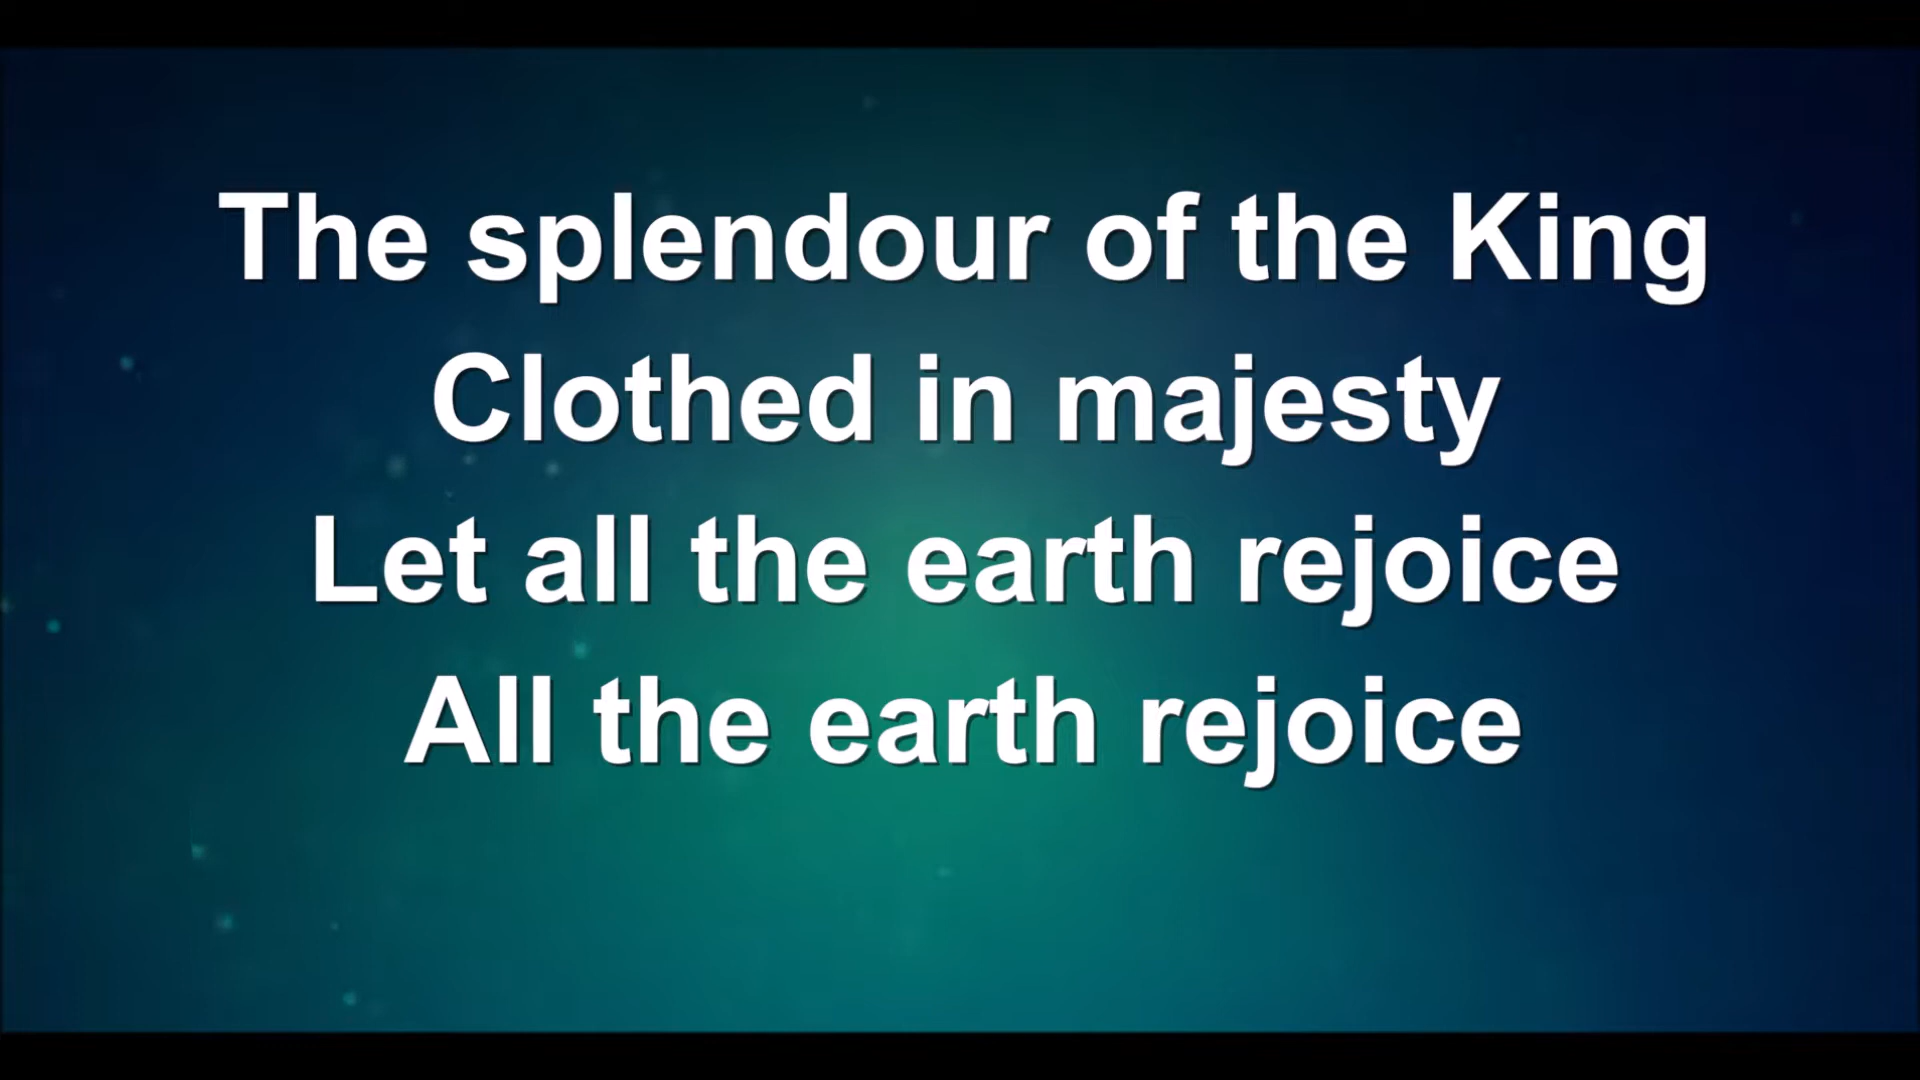 The splendour of the King
Clothed in majesty
Let all the earth rejoice
All the earth rejoice